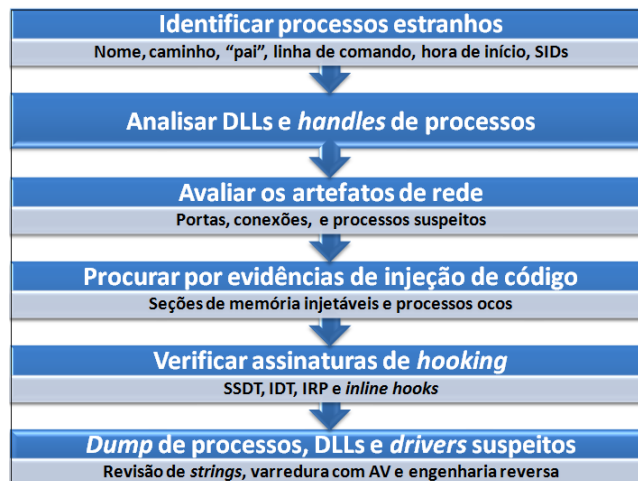 Identificar processos estranhos
Nome, caminho, “pai”, linha de comando, hora de início, SIDs
Analisar DLLs e handles de processos
Avaliar os artefatos de rede
Portas, conexões, e processos suspeitos
Procurar por evidências de injeção de código
Seções de memória injetáveis e processos ocos
Verificar assinaturas de hooking
SSDT, IDT, IRP e inline hooks
Dump de processos, DLLs e drivers suspeitos
Revisão de strings, varredura com AV e engenharia reversa